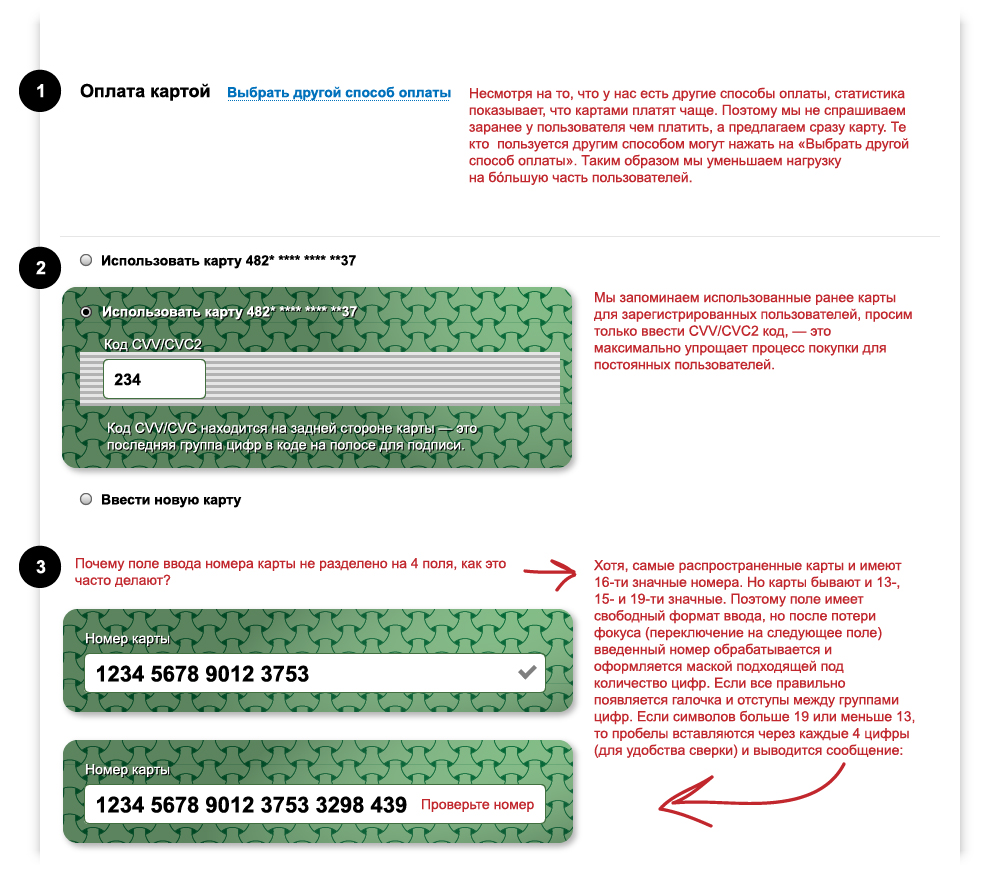 1
Оплата картой
Выбрать другой способ оплаты
Несмотря на то, что у нас есть другие способы оплаты, статистика
показывает, что картами платят чаще. Поэтому мы не спрашиваем
заранее у пользователя чем платить, а предлагаем сразу карту. Те
кто пользуется другим способом могут нажать на «Выбрать другой
способ оплаты». Таким образом мы уменьшаем нагрузку
на бóльшую часть пользователей.
2
Использовать карту 482* **** **** **37
Использовать карту 482* **** **** **37
Код CVV/CVC2
234
Код CVV/CVC находится на задней стороне карты — это
последняя группа цифр в коде на полосе для подписи.
Мы запоминаем использованные ранее карты
для зарегистрированных пользователей, просим
только ввести CVV/CVC2 код, — это
максимально упрощает процесс покупки для
постоянных пользователей.
Ввести новую карту
3
Почему поле ввода номера карты не разделено на 4 поля, как это
часто делают?
Хотя, самые распространенные карты и имеют
16-ти значные номера. Но карты бывают и 13-,
15- и 19-ти значные. Поэтому поле имеет
свободный формат ввода, но после потери
фокуса (переключение на следующее поле)
введенный номер обрабатывается и
оформляется маской подходящей под
количество цифр. Если все правильно
появляется галочка и отступы между группами
цифр. Если символов больше 19 или меньше 13,
то пробелы вставляются через каждые 4 цифры
(для удобства сверки) и выводится сообщение:
Номер карты
1234 5678 9012 3753
Номер карты
1234 5678 9012 3753 3298 439
Проверьте номер